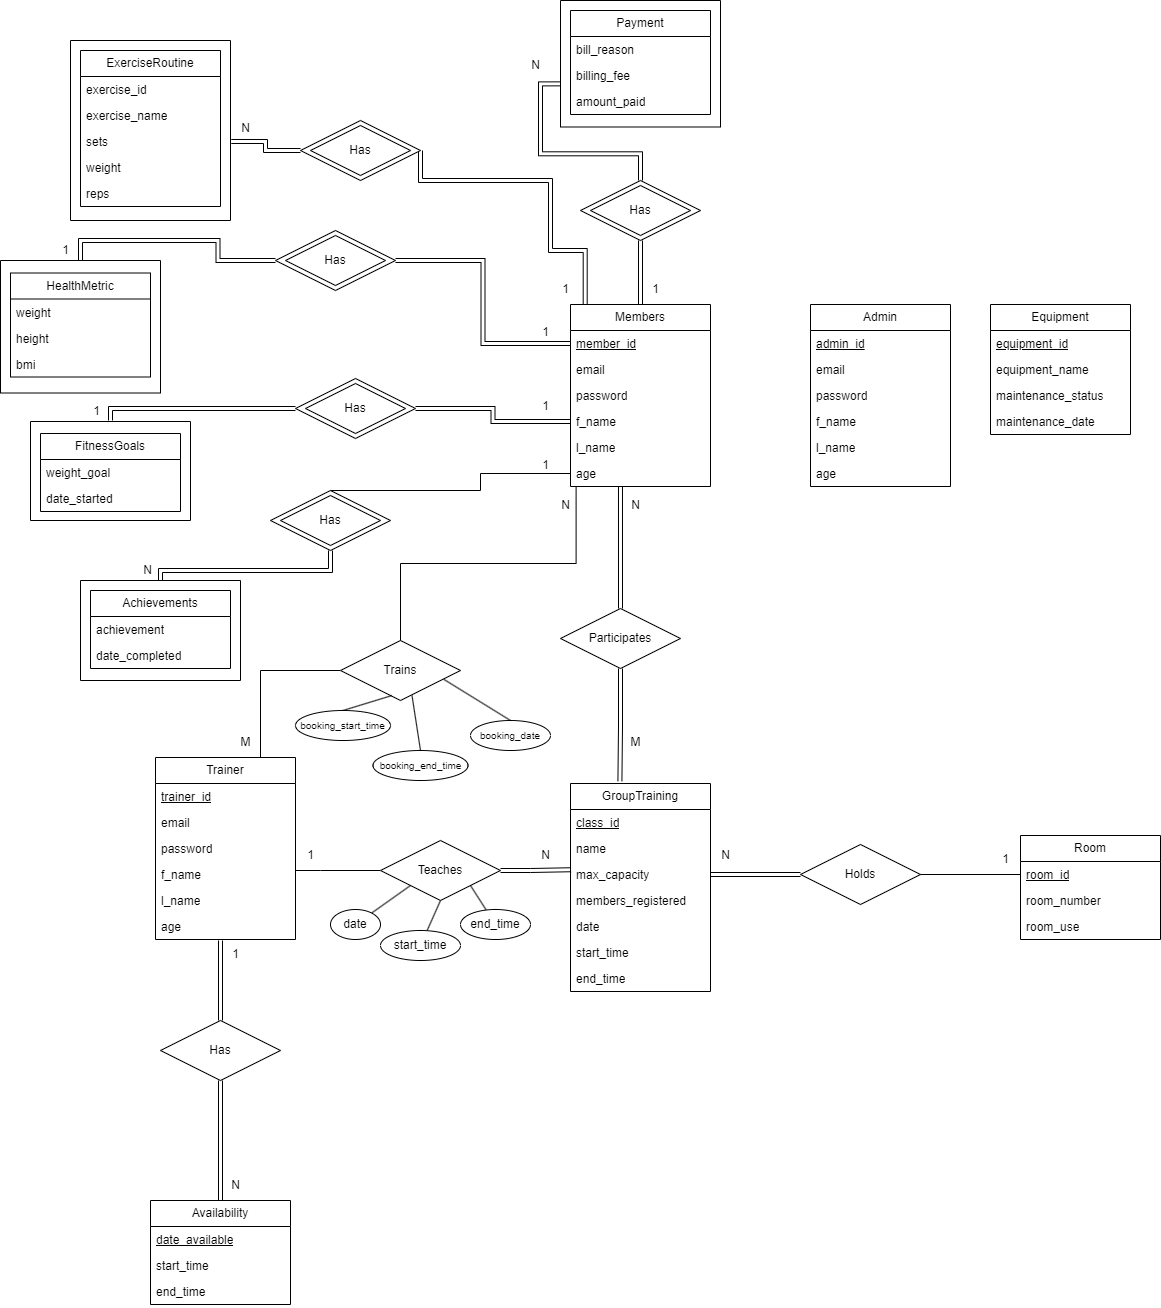 Payment
bill_reason
billing_fee
amount_paid
N
ExerciseRoutine
exercise_id
exercise_name
sets
weight
reps
N
Has
Has
1
Has
HealthMetric
weight
height
bmi
1
1
1
Members
member_id
email
password
f_name
l_name
age
Admin
admin_id
email
password
f_name
l_name
age
Equipment
equipment_id
equipment_name
maintenance_status
maintenance_date
1
Has
1
FitnessGoals
weight_goal
date_started
1
Has
N
N
N
Achievements
achievement
date_completed
Participates
Trains
booking_start_time
booking_end_time
booking_date
M
M
Trainer
trainer_id
email
password
f_name
l_name
age
1
Teaches
N
date
start_time
end_time
GroupTraining
class_id
name
max_capacity
members_registered
date
start_time
end_time
N
Holds
1
Room
room_id
room_number
room_use
1
Has
N
Availability
date_available
start_time
end_time